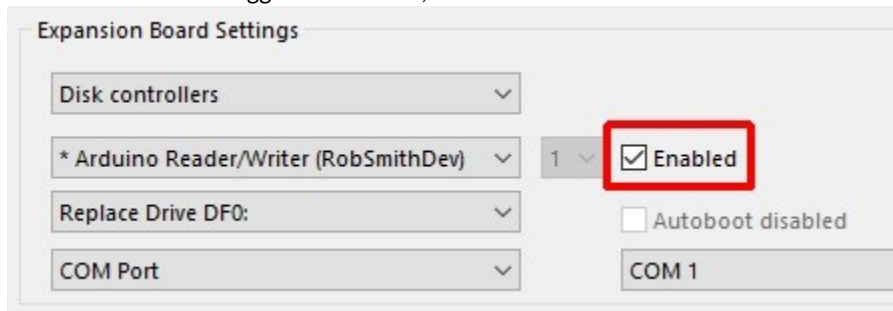 Expansion Board Settings
Disk controllers
* Arduino Reader/Writer (RobSmithDev) 1 Enabled
Replace Drive DF0: Autoboot disabled
COM Port COM 1